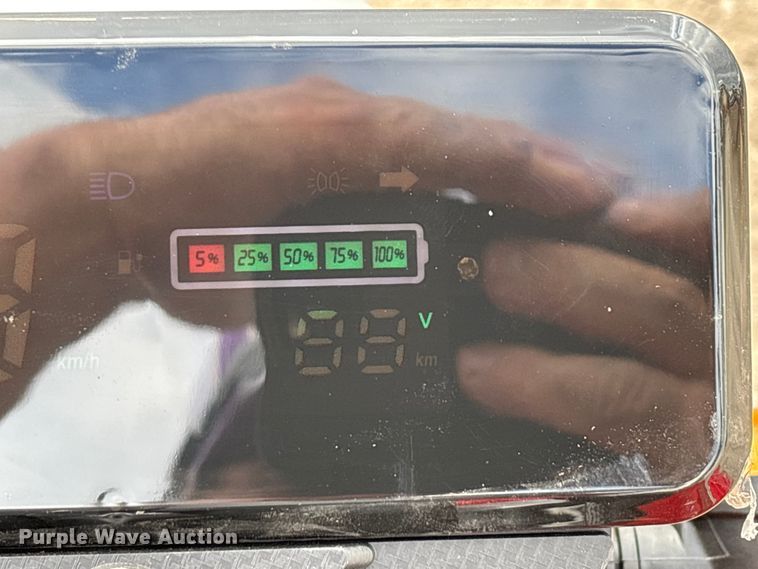 5% 25% 50% 75% 100%
V
km/h
km
Purple Wave Auction